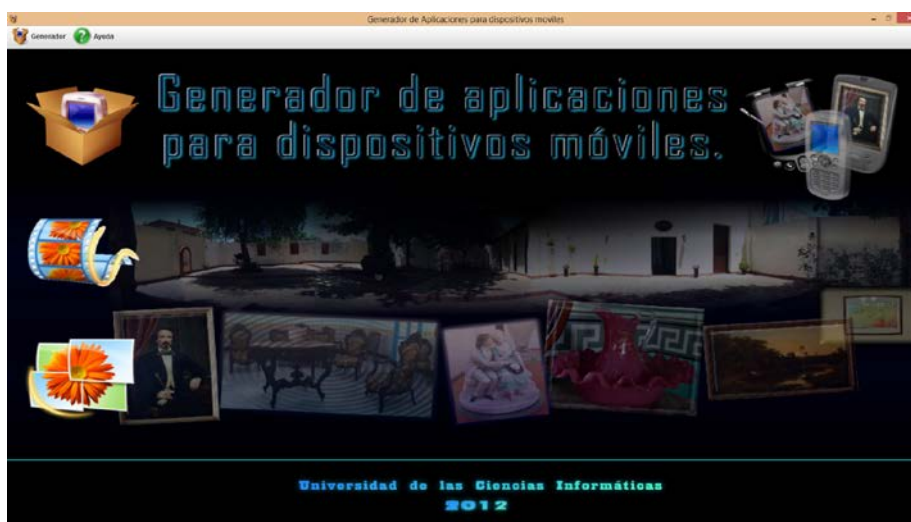 Generador de Aplicaciones para dispositivos moviles
Generador Ayuda
Generador de aplicaciones
para dispositivos móviles.
Universidad de las Ciencias Informáticas
2012